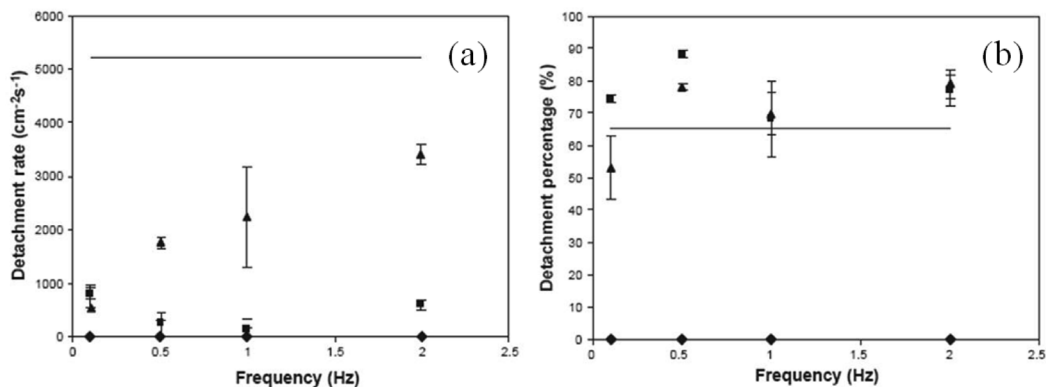 6000
5000
4000
3000
2000
1000
0
Detachment rate (cm⁻²s⁻¹)
(a)
0 0.5 1 1.5 2 2.5
Frequency (Hz)
100
90
80
70
60
50
40
30
20
10
0
Detachment percentage (%)
(b)
0 0.5 1 1.5 2 2.5
Frequency (Hz)